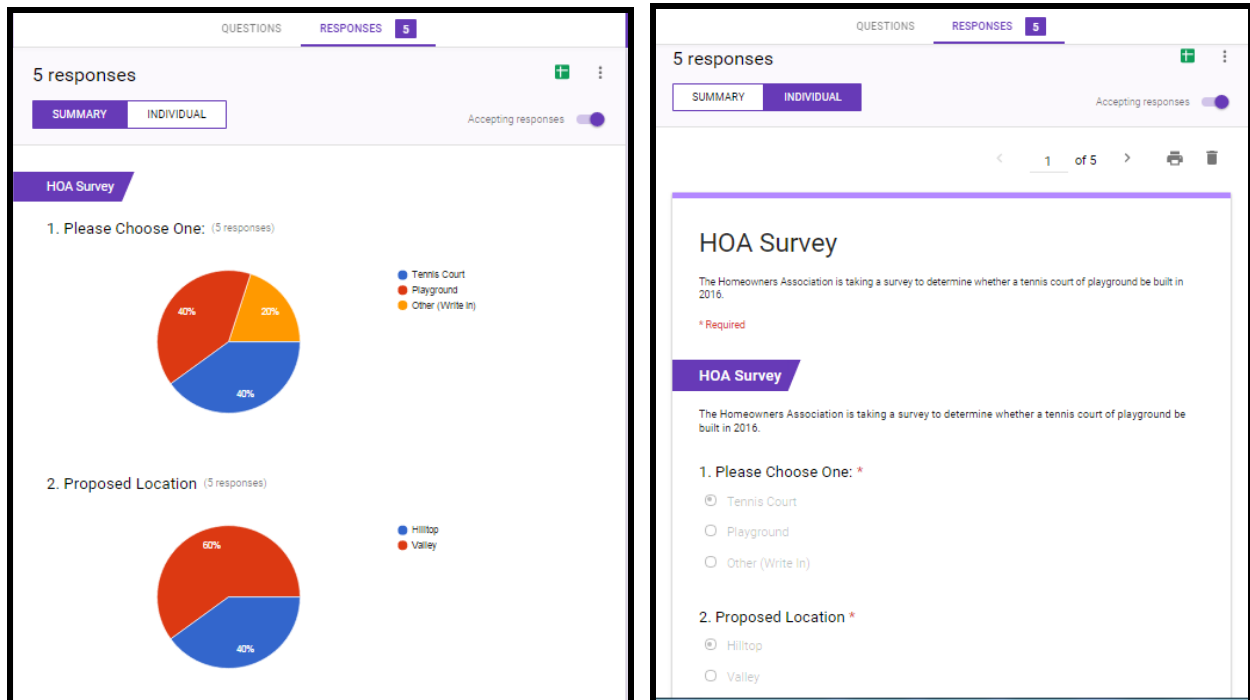 QUESTIONS RESPONSES 5
5 responses
SUMMARY INDIVIDUAL
Accepting responses
HOA Survey
1. Please Choose One: (5 responses)
Tennis Court
Playground
Other (Write In)
40%
20%
40%
2. Proposed Location (5 responses)
Hilltop
Valley
60%
40%
QUESTIONS RESPONSES 5
5 responses
SUMMARY INDIVIDUAL
Accepting responses
1 of 5
HOA Survey
The Homeowners Association is taking a survey to determine whether a tennis court of playground be built in
2016.
* Required
HOA Survey
The Homeowners Association is taking a survey to determine whether a tennis court of playground be
built in 2016.
1. Please Choose One: *
Tennis Court
Playground
Other (Write In)
2. Proposed Location *
Hilltop
Valley